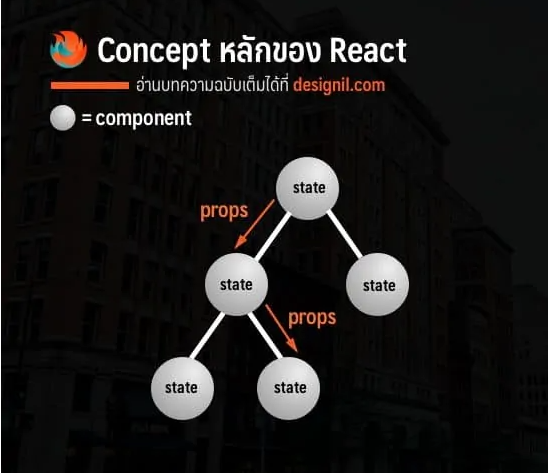 Concept หลักของ React
อ่านบทความฉบับเต็มได้ที่ designil.com
= component
state
props
state
state
props
state
state